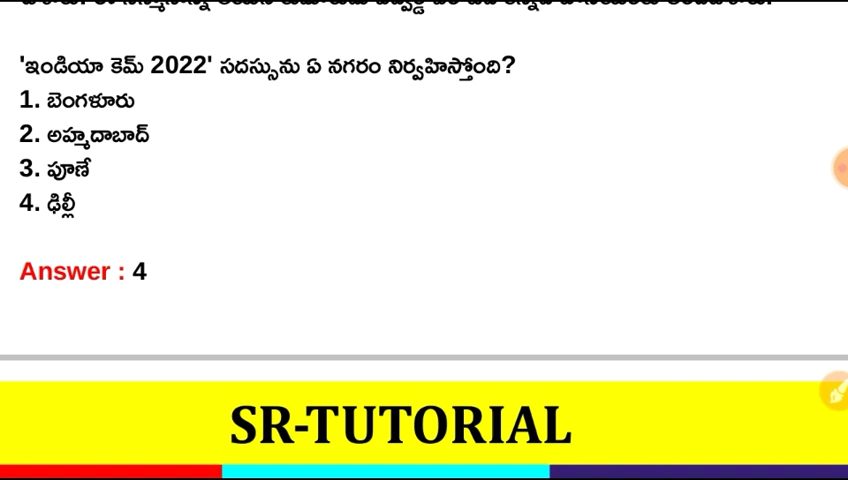 'ఇండియా కెమ్ 2022' సదస్సును ఏ నగరం నిర్వహిస్తోంది?
1. బెంగళూరు
2. అహ్మదాబాద్
3. పూణే
4. ఢిల్లీ
Answer : 4
SR-TUTORIAL